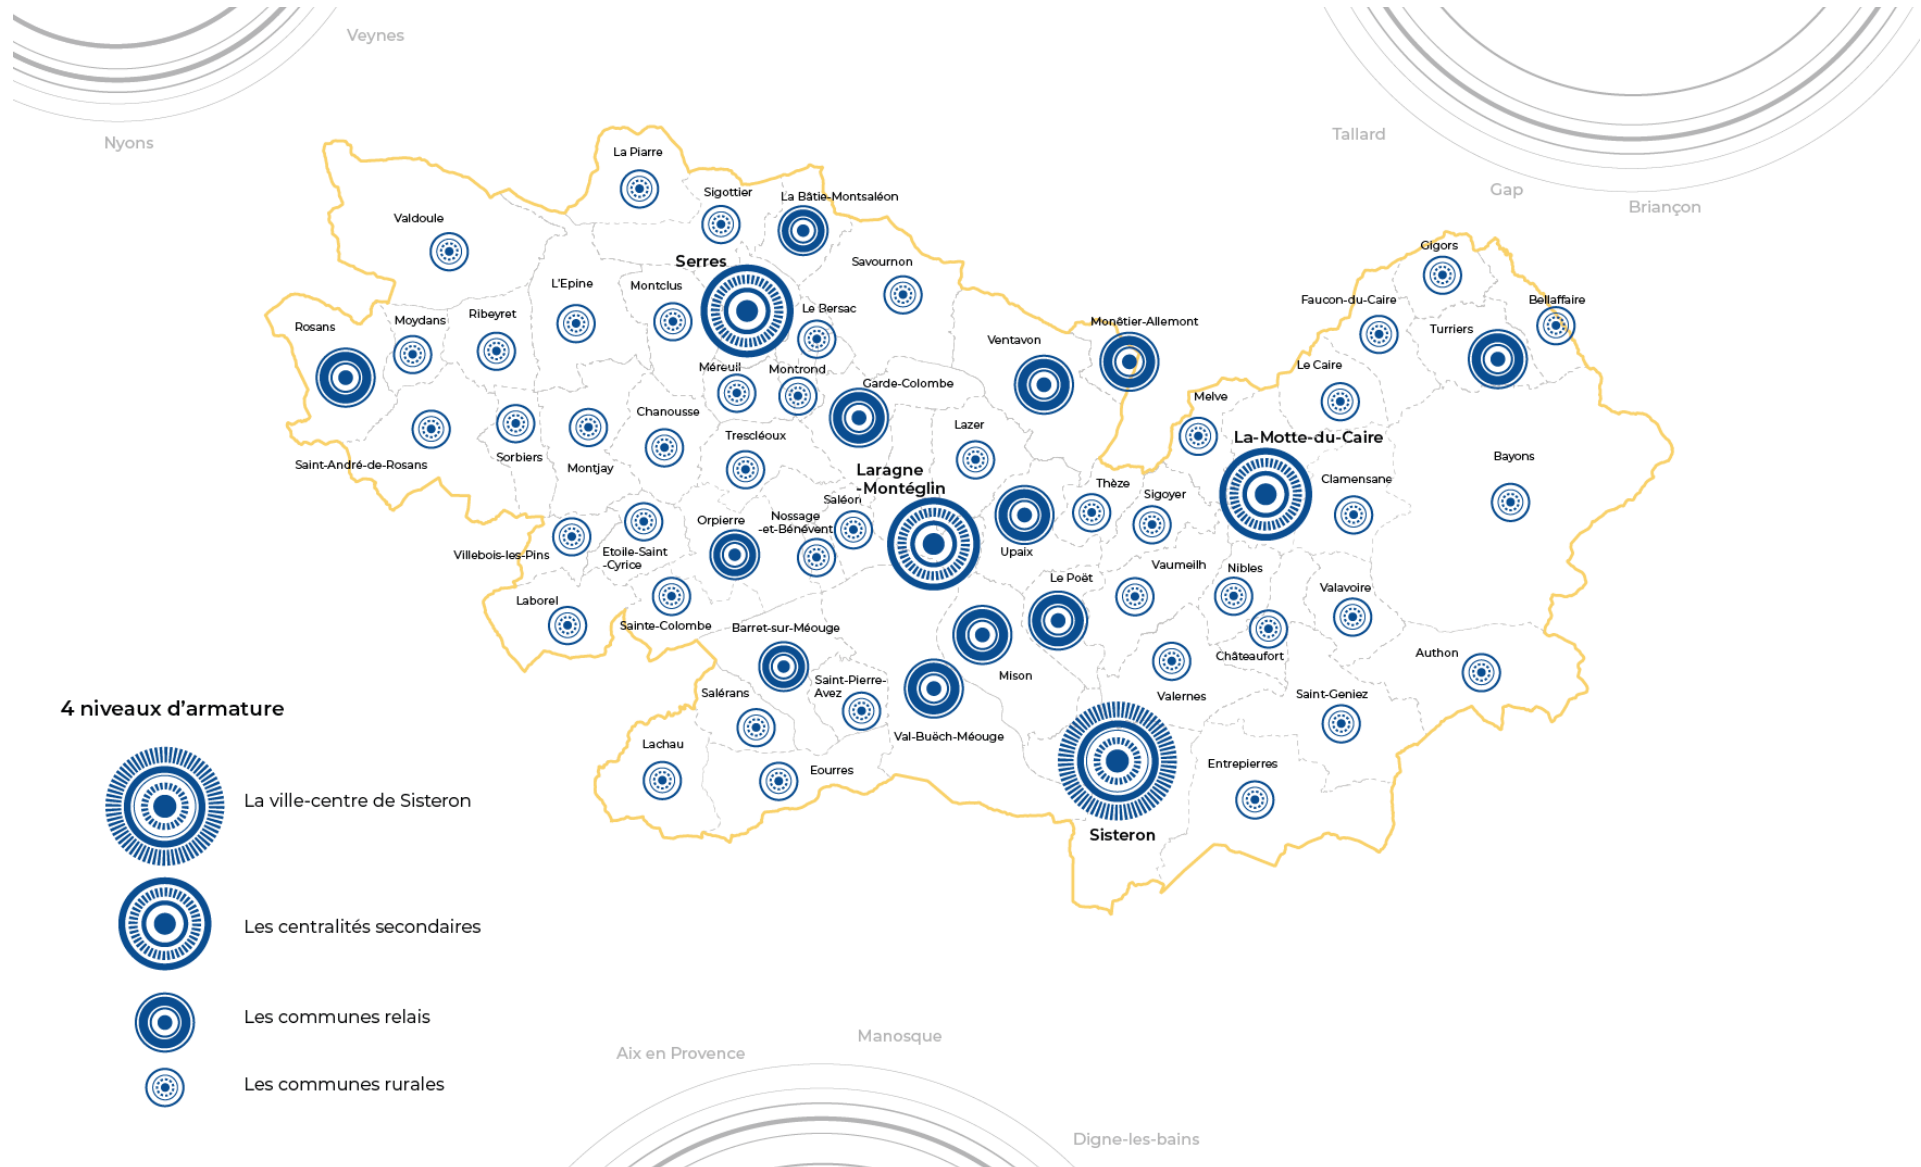 Veynes
Nyons
Tallard
Gap
Briançon
La Piarre
Sigottier
La Bâtie-Montsaléon
Valdoule
Serres
Savournon
Gigors
L'Epine
Montclus
Le Bersac
Faucon-du-Caire
Bellaffaire
Rosans
Moydans
Ribeyret
Monêtier-Allemont
Turriers
Ventavon
Méreuil
Montrond
Le Caire
Garde-Colombe
Melve
Chanousse
Lazer
Trescléoux
La-Motte-du-Caire
Saint-André-de-Rosans
Sorbiers
Montjay
Laragne
-Montéglin
Bayons
Clamensane
Thèze
Sigoyer
Saléon
Orpierre
Nossage
-et-Bénévent
Villebois-les-Pins
Etoile-Saint
-Cyrice
Upaix
Vaumeilh
Nibles
Le Poët
Valavoire
Laborel
Sainte-Colombe
Barret-sur-Méouge
Châteaufort
Authon
Mison
Saint-Pierre-
Avez
Salérans
Valernes
Saint-Geniez
Val-Buëch-Méouge
Lachau
Eourres
Entrepierres
Sisteron
4 niveaux d'armature
La ville-centre de Sisteron
Les centralités secondaires
Les communes relais
Les communes rurales
Manosque
Aix en Provence
Digne-les-bains